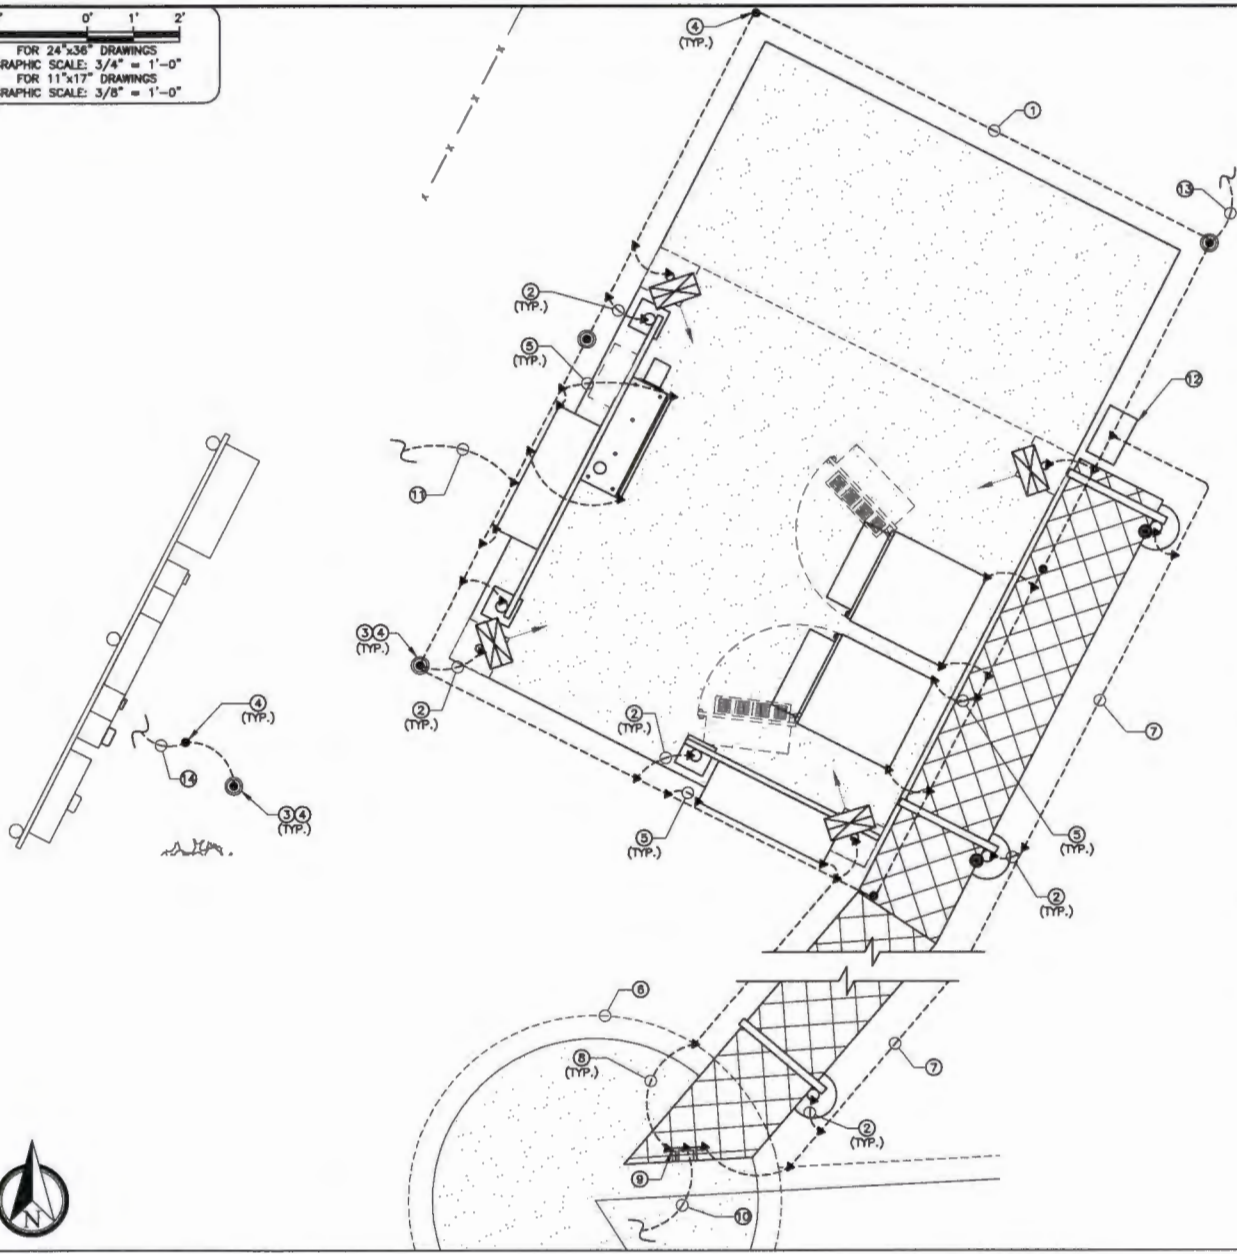 0' 1' 2'
FOR 24"x36" DRAWINGS
RAPHIC SCALE: 3/4" = 1'-0"
FOR 11"x17" DRAWINGS
RAPHIC SCALE: 3/8" = 1'-0"
4
(TYP.)
1
13
2
(TYP.)
5
(TYP.)
12
11
3 4
(TYP.)
2
(TYP.)
2
(TYP.)
4
(TYP.)
7
14
3 4
(TYP.)
5
(TYP.)
5
(TYP.)
2
(TYP.)
6
8
(TYP.)
7
2
(TYP.)
9
10
N